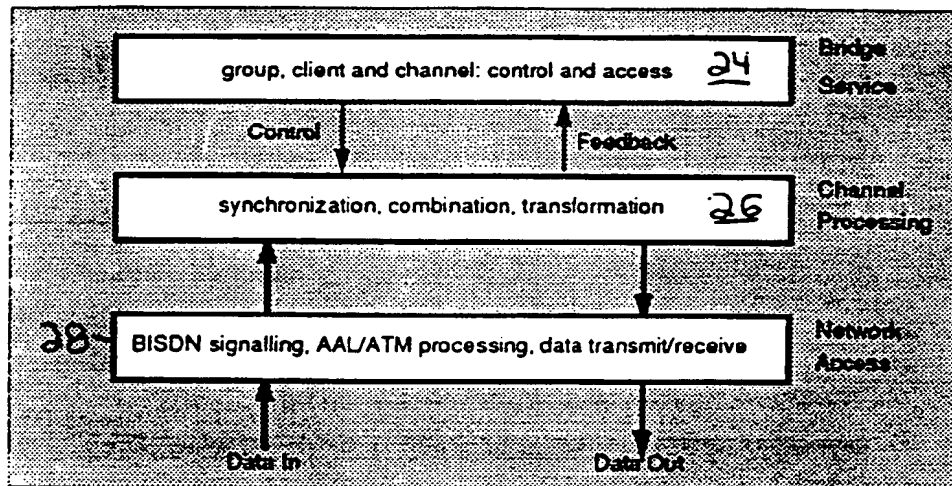 group, client and channel: control and access 24
Bridge
Service
Control
Feedback
synchronization, combination, transformation 26
Channel
Processing
28 BISDN signalling, AAL/ATM processing, data transmit/receive
Network
Access
Data In
Data Out